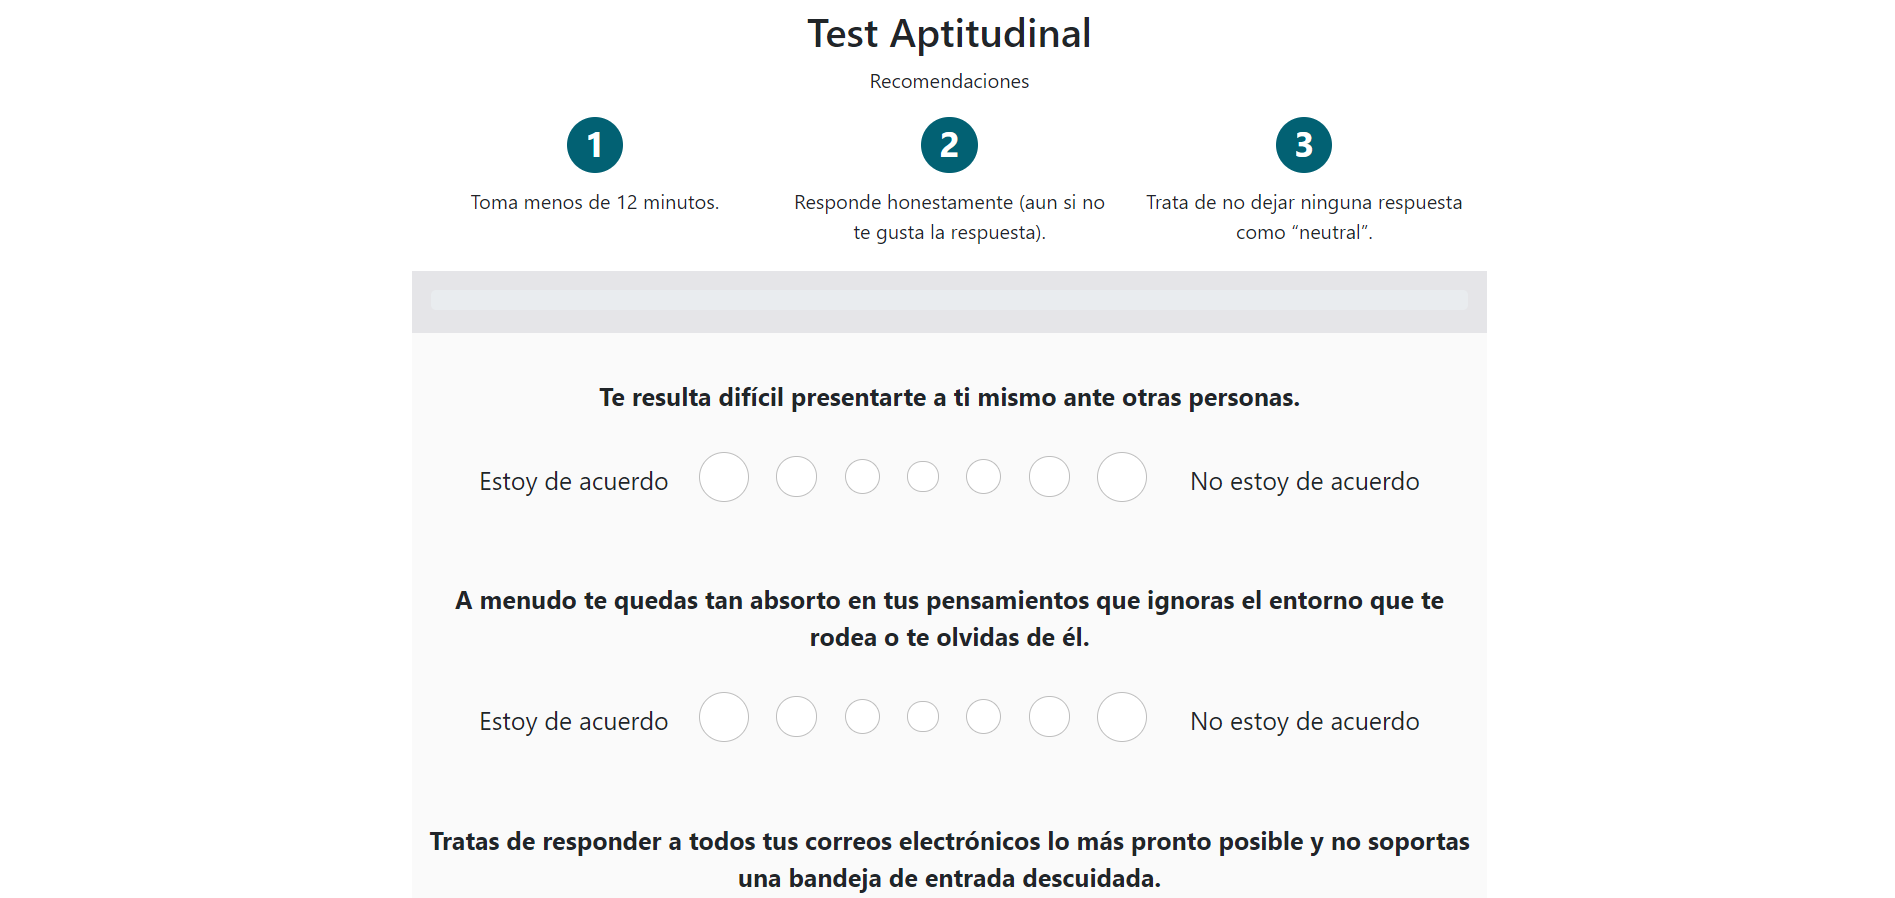 Test Aptitudinal
Recomendaciones
1
Toma menos de 12 minutos.
2
Responde honestamente (aun si no
te gusta la respuesta).
3
Trata de no dejar ninguna respuesta
como “neutral”.
Te resulta difícil presentarte a ti mismo ante otras personas.
Estoy de acuerdo
No estoy de acuerdo
A menudo te quedas tan absorto en tus pensamientos que ignoras el entorno que te
rodea o te olvidas de él.
Estoy de acuerdo
No estoy de acuerdo
Tratas de responder a todos tus correos electrónicos lo más pronto posible y no soportas
una bandeja de entrada descuidada.